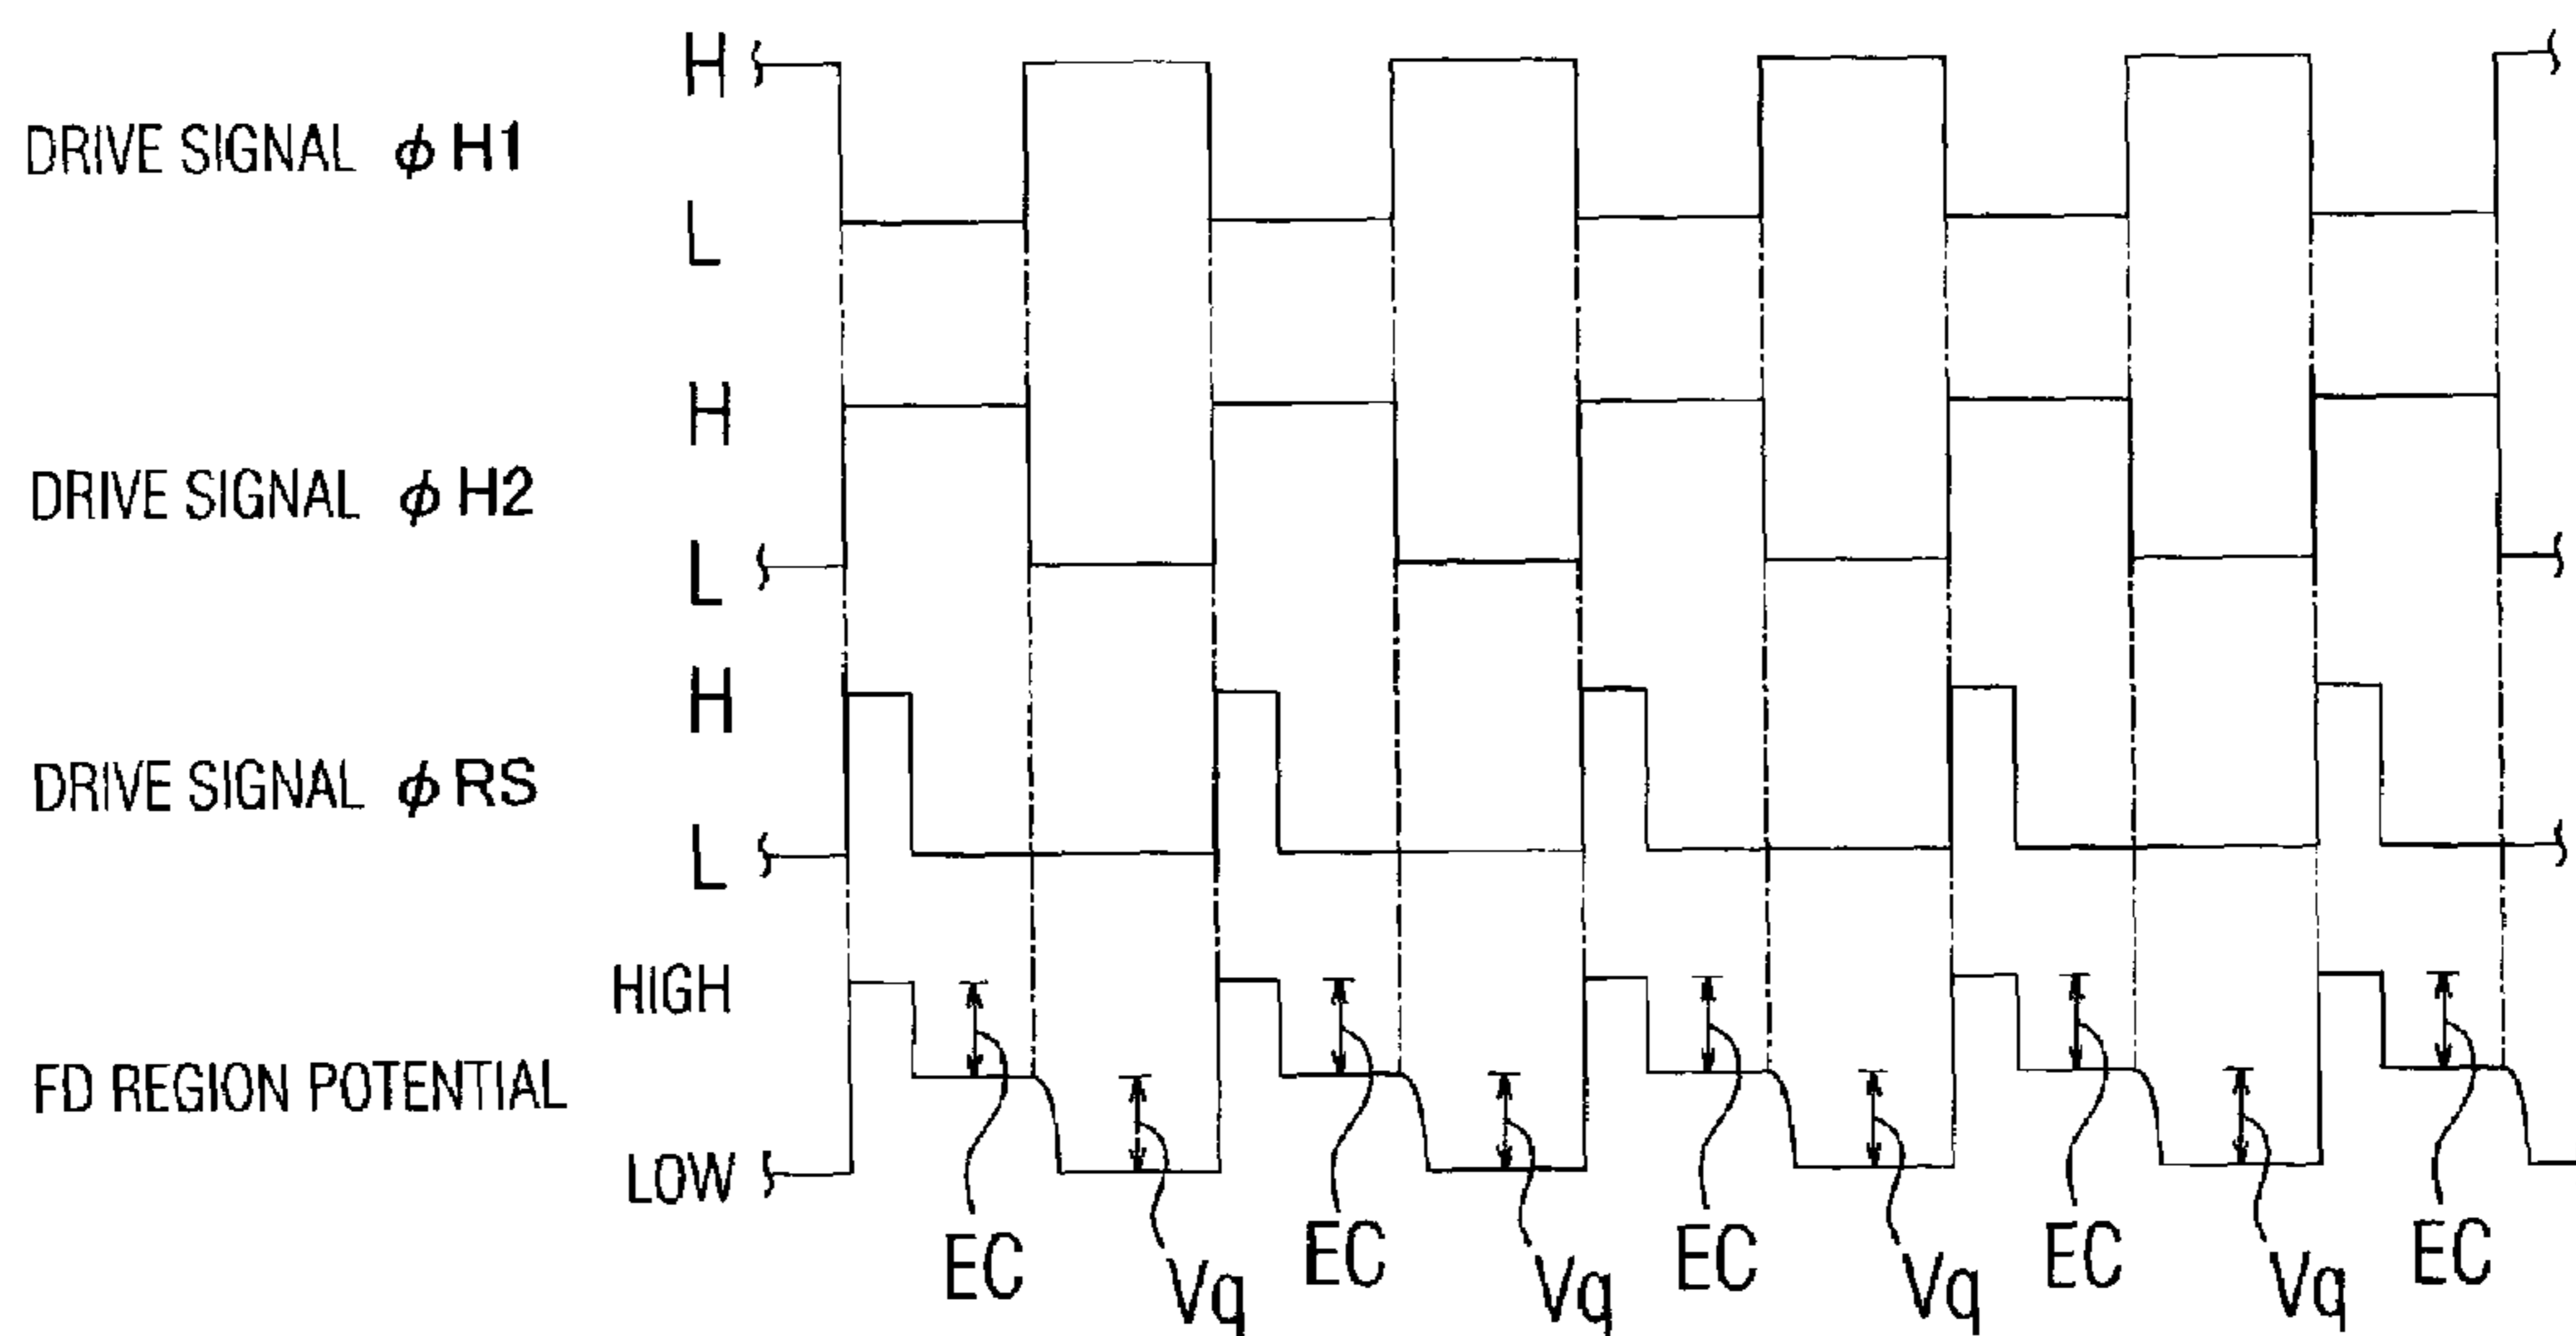 H
DRIVE SIGNAL φH1
L
H
DRIVE SIGNAL φH2
L
H
DRIVE SIGNAL φRS
L
HIGH
FD REGION POTENTIAL
LOW
EC Vq EC Vq EC Vq EC Vq EC